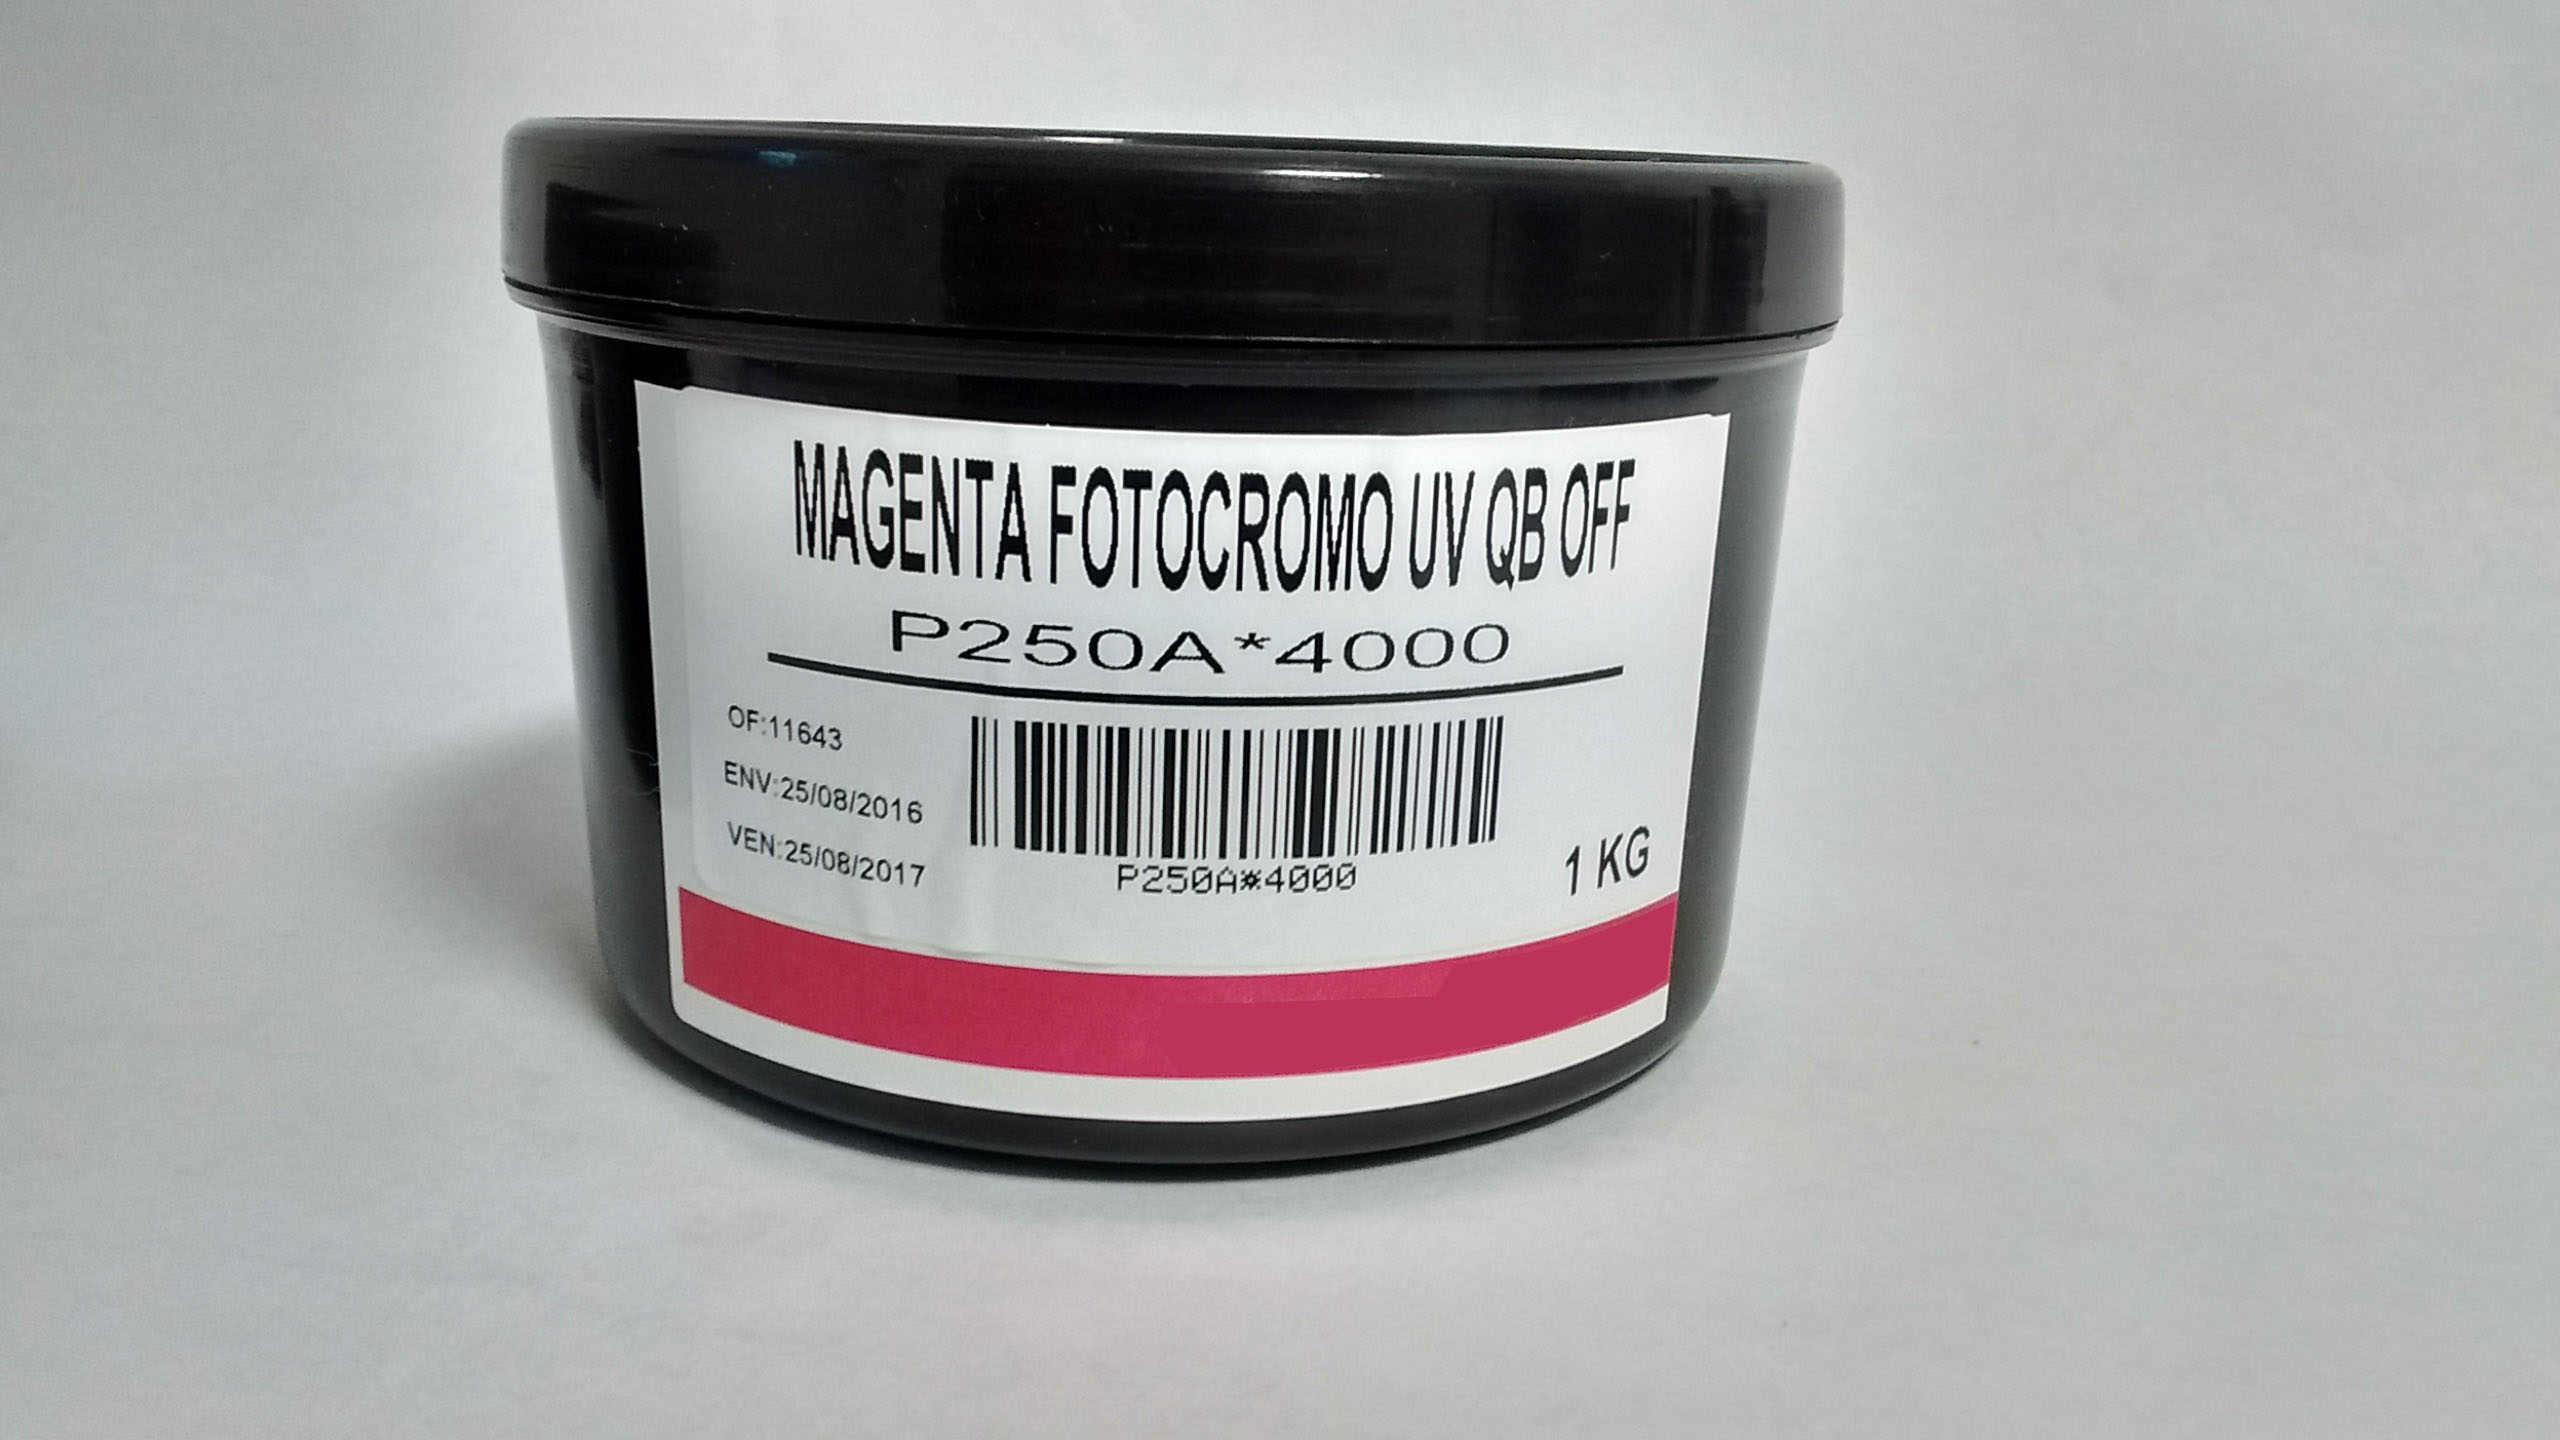 MAGENTA FOTOCROMO UV QB OFF
P250A*4000
OF:11643
ENV:25/08/2016
VEN:25/08/2017
P250A*4000
1 KG